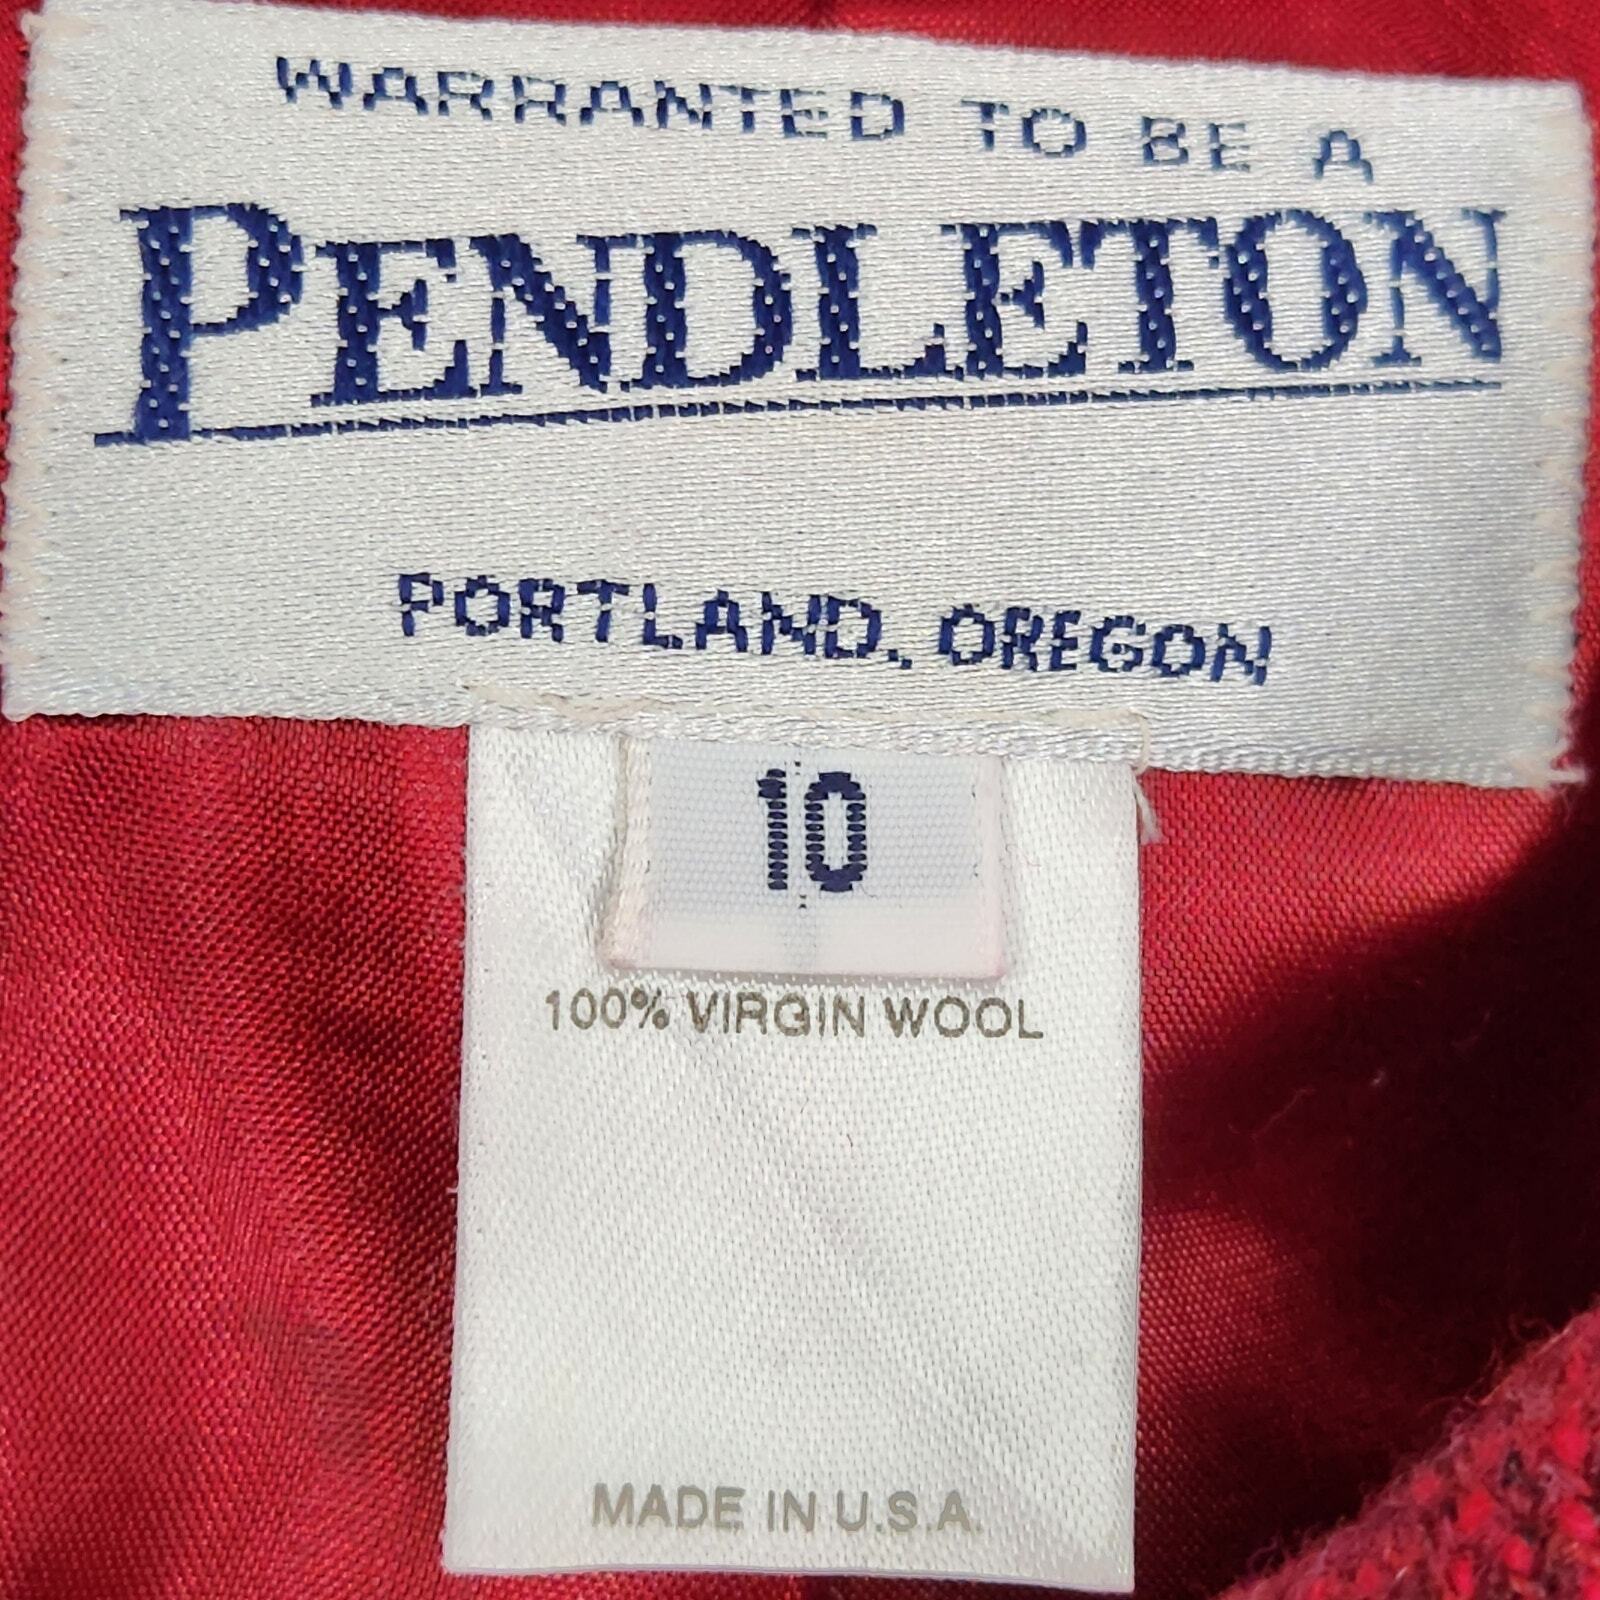 WARRANTED TO BE A
PENDLETON
PORTLAND., OREGON
10
100% VIRGIN WOOL
MADE IN U.S.A.